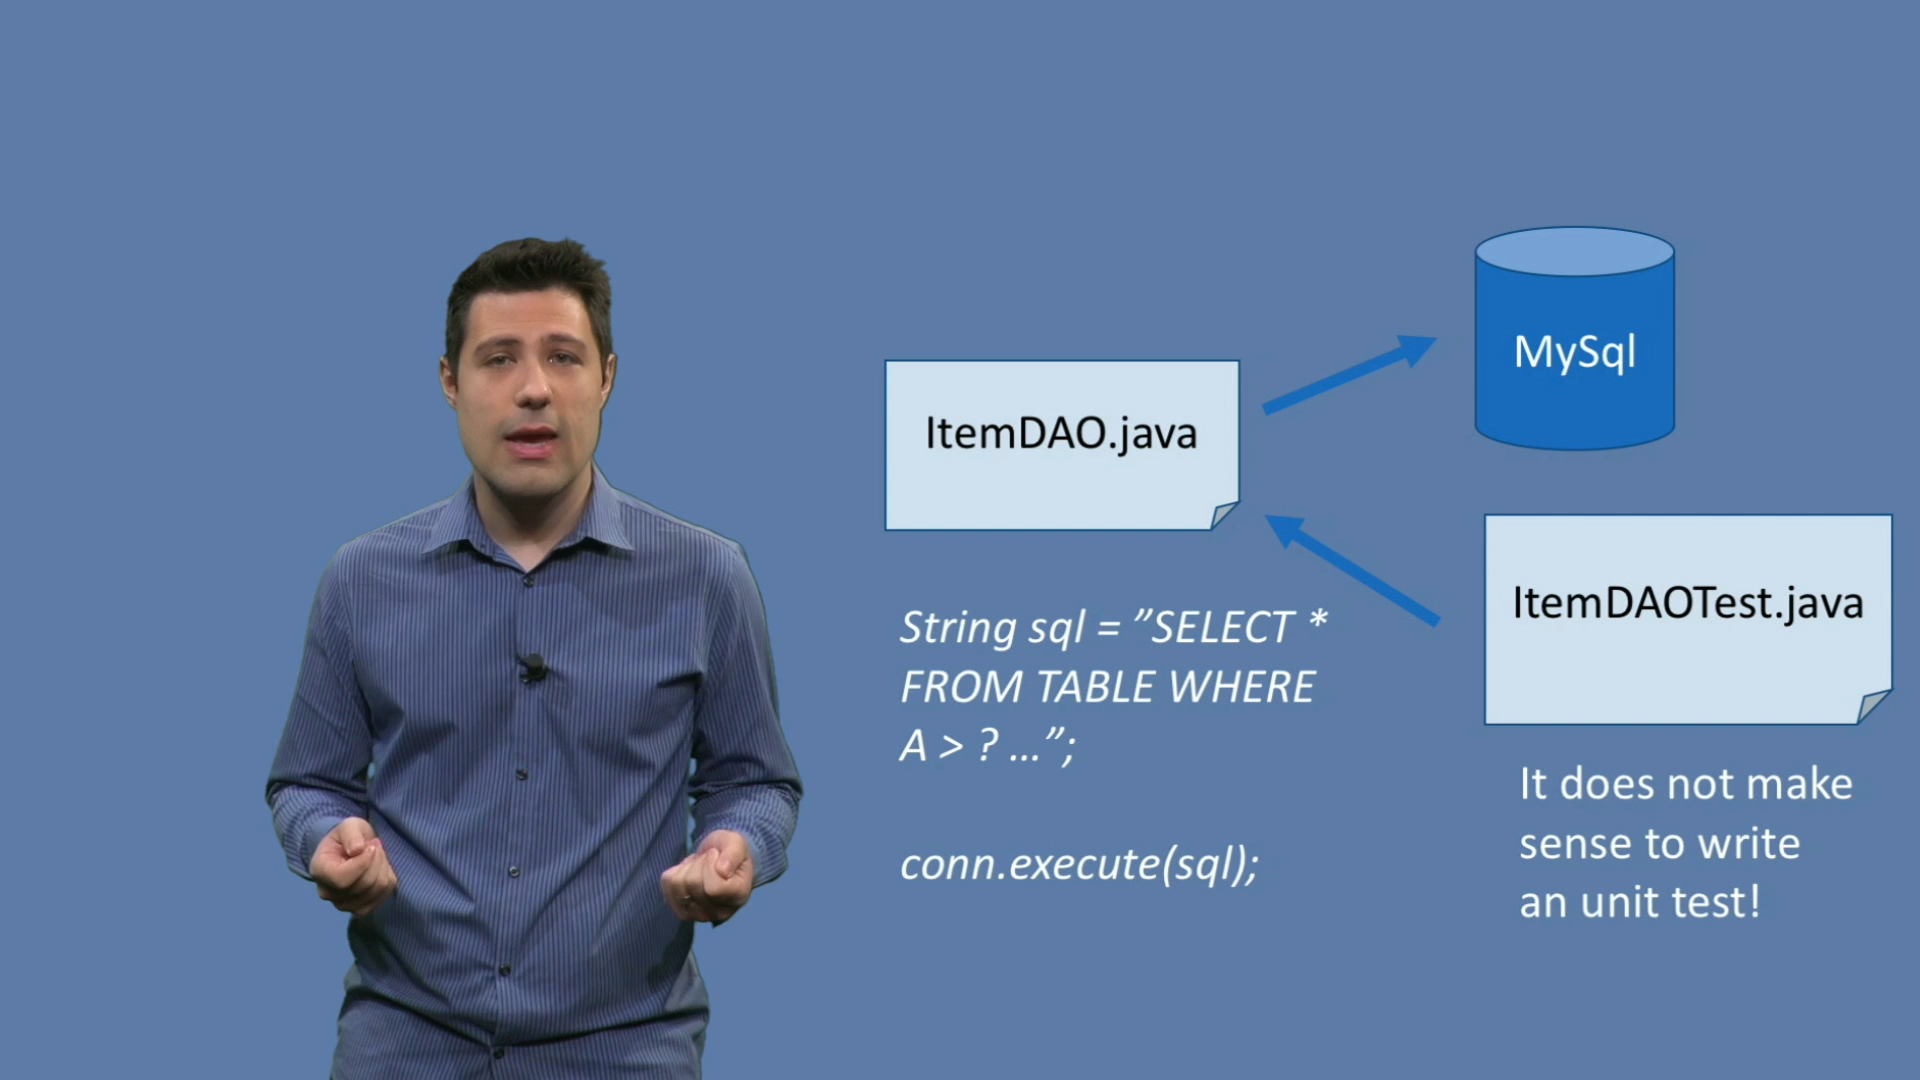 MySql
ItemDAO.java
ItemDAOTest.java
String sql = ”SELECT *
FROM TABLE WHERE
A > ? ...”;
conn.execute(sql);
It does not make
sense to write
an unit test!